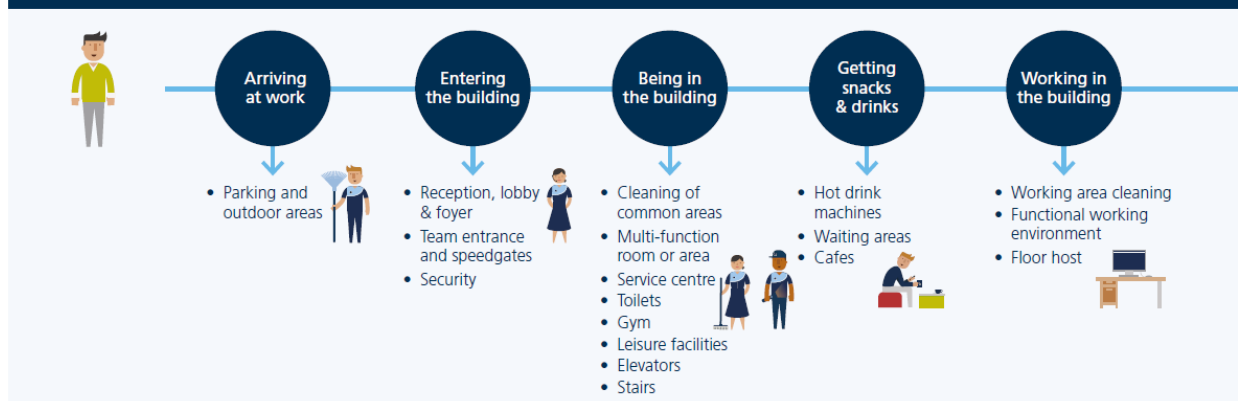 Arriving
at work
• Parking and
outdoor areas
Entering
the building
• Reception, lobby
& foyer
• Team entrance
and speedgates
• Security
Being in
the building
• Cleaning of
common areas
• Multi-function
room or area
• Service centre
• Toilets
• Gym
• Leisure facilities
• Elevators
• Stairs
Getting
snacks
& drinks
• Hot drink
machines
• Waiting areas
• Cafes
Working in
the building
• Working area cleaning
• Functional working
environment
• Floor host